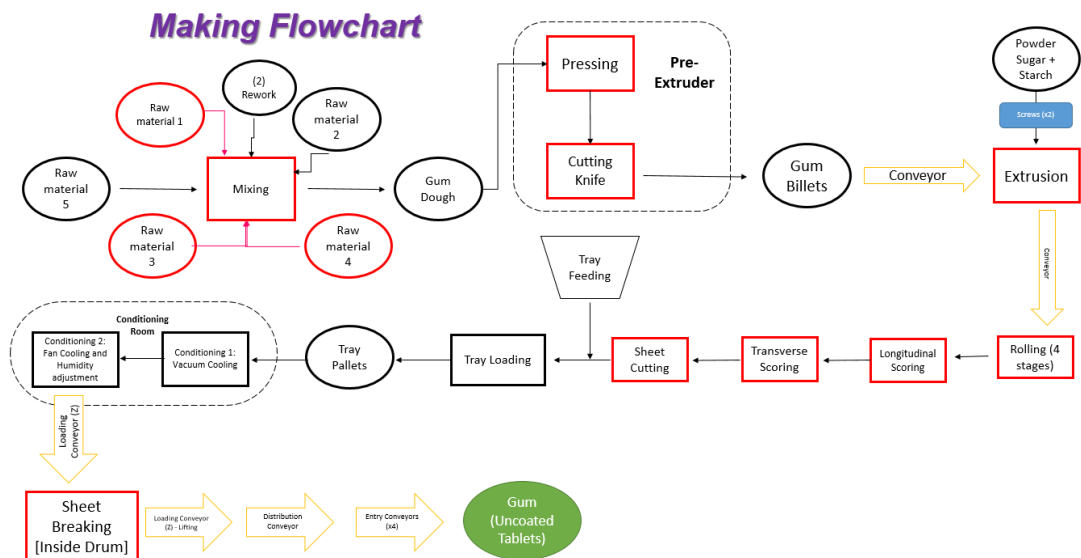 Making Flowchart
(2)
Rework
Raw
material 1
Raw
material
2
Raw
material
5
Mixing
Raw
material
3
Raw
material
4
Gum
Dough
Pressing
Pre-
Extruder
Cutting
Knife
Gum
Billets
Conveyor
Powder
Sugar +
Starch
Screws (x2)
Extrusion
Conveyor
Rolling (4
stages)
Longitudinal
Scoring
Transverse
Scoring
Sheet
Cutting
Tray
Feeding
Tray Loading
Tray
Pallets
Conditioning
Room
Conditioning 1:
Vacuum Cooling
Conditioning 2:
Fan Cooling and
Humidity
adjustment
Loading
Conveyor (Z)
Sheet
Breaking
[Inside Drum]
Loading Conveyor
(Z) - Lifting
Distribution
Conveyor
Entry Conveyors
(x4)
Gum
(Uncoated
Tablets)